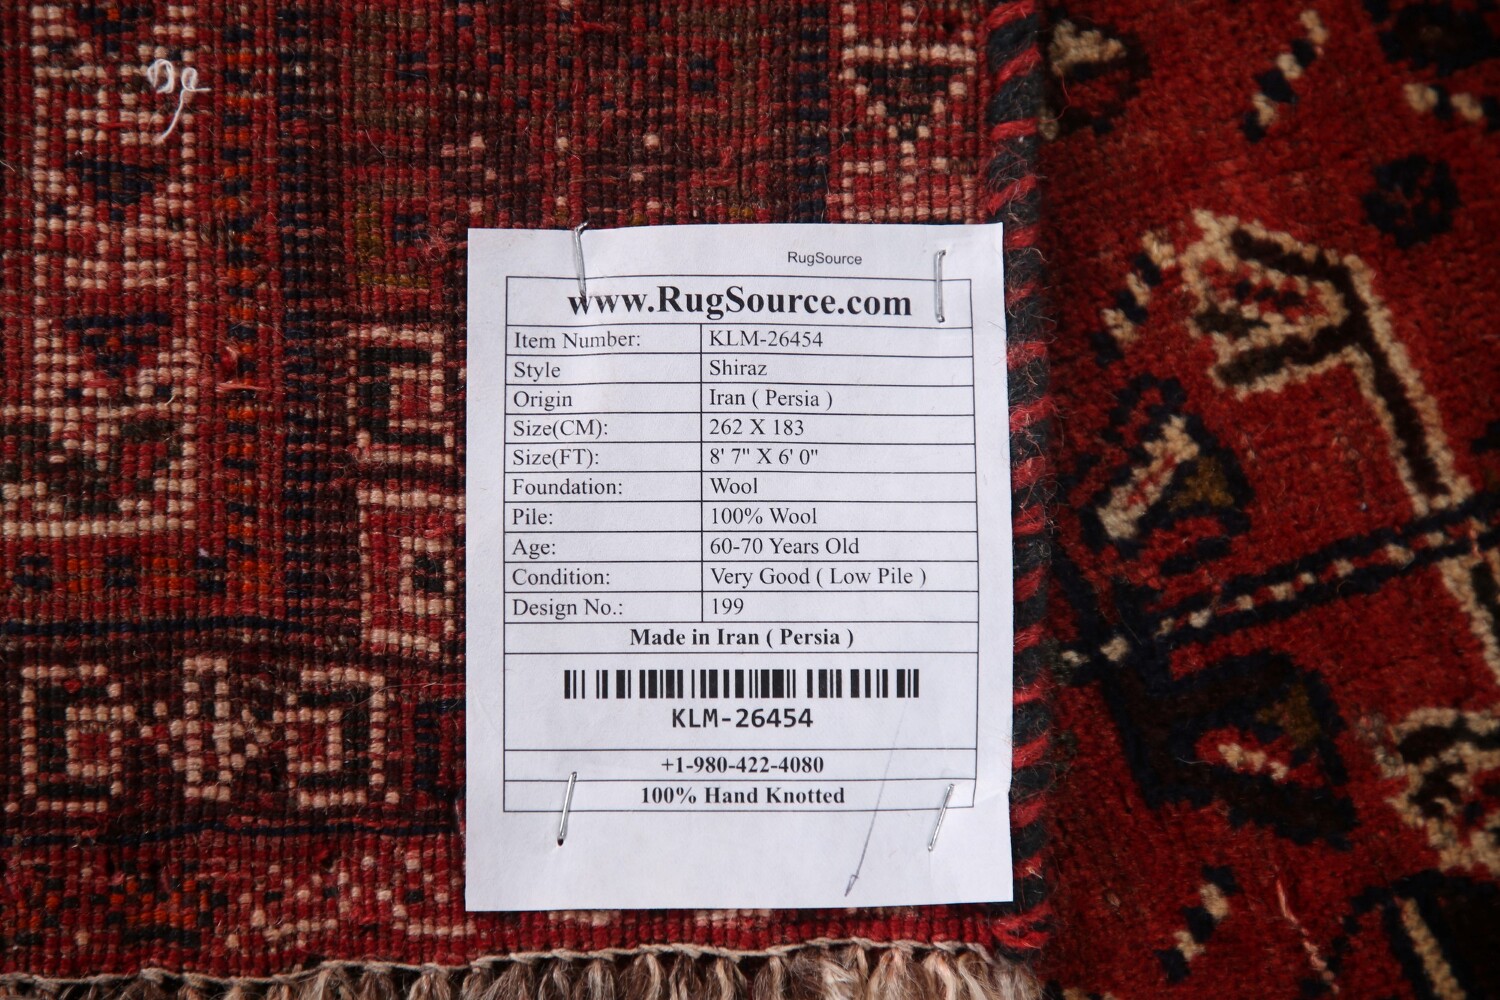 RugSource
www.RugSource.com
Item Number: KLM-26454
Style Shiraz
Origin Iran ( Persia )
Size(CM): 262 X 183
Size(FT): 8' 7" X 6' 0"
Foundation: Wool
Pile: 100% Wool
Age: 60-70 Years Old
Condition: Very Good ( Low Pile )
Design No.: 199
Made in Iran ( Persia )
KLM-26454
+1-980-422-4080
100% Hand Knotted